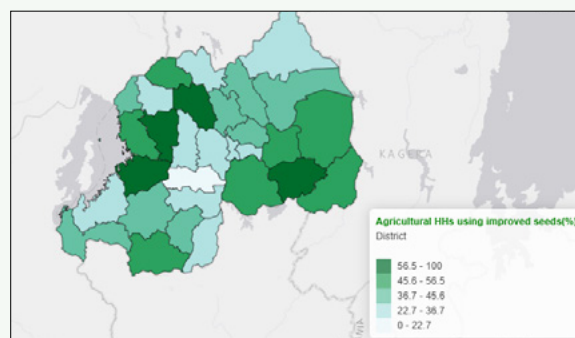 KAGERA
Agricultural HHs using improved seeds(%)
District
56.5 - 100
45.6 - 56.5
36.7 - 45.6
22.7 - 36.7
0 - 22.7